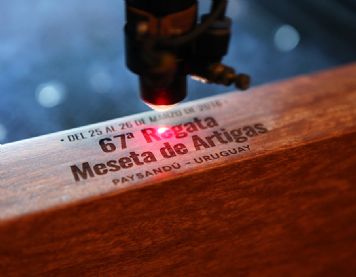 • DEL 25 AL 26 DE MARZO DE 2016 •
67ª Regata
Meseta de Artigas
PAYSANDÚ - URUGUAY